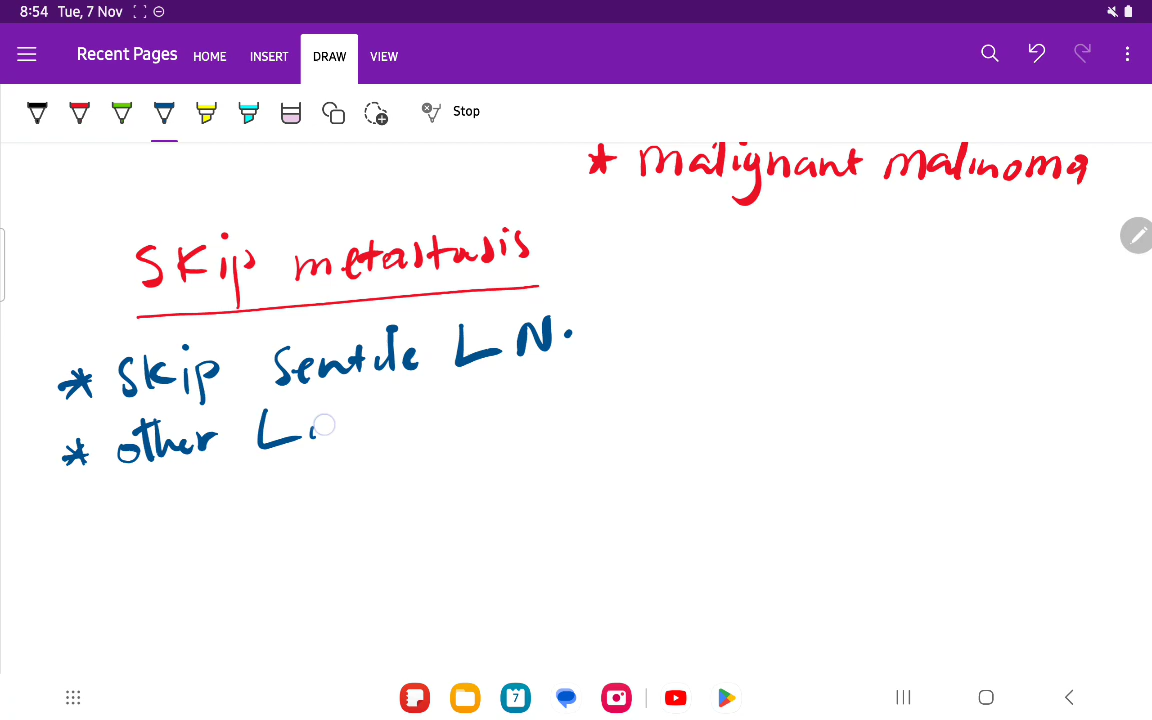 8:54 Tue, 7 Nov
Recent Pages HOME INSERT DRAW VIEW
Stop
* malignant malinoma
Skip metastasis
* Skip Sentile L N.
* other L
7